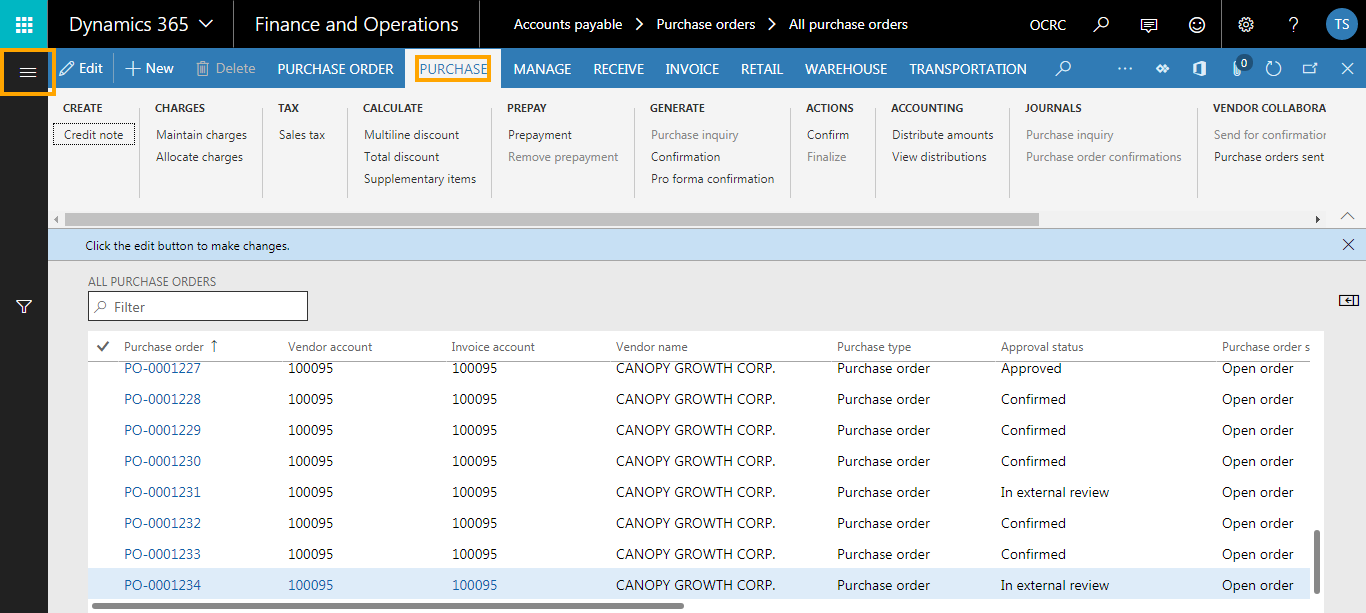 Dynamics 365 Finance and Operations Accounts payable Purchase orders All purchase orders OCRC ? TS
Edit New Delete PURCHASE ORDER PURCHASE MANAGE RECEIVE INVOICE RETAIL WAREHOUSE TRANSPORTATION ... 0
CREATE CHARGES TAX CALCULATE PREPAY GENERATE ACTIONS ACCOUNTING JOURNALS VENDOR COLLABORA
Credit note Maintain charges Sales tax Multiline discount Prepayment Purchase inquiry Confirm Distribute amounts Purchase inquiry Send for confirmation
Allocate charges Total discount Remove prepayment Confirmation Finalize View distributions Purchase order confirmations Purchase orders sent
Supplementary items Pro forma confirmation
Click the edit button to make changes.
ALL PURCHASE ORDERS
Filter
Purchase order Vendor account Invoice account Vendor name Purchase type Approval status Purchase order s
PO-0001227 100095 100095 CANOPY GROWTH CORP. Purchase order Approved Open order
PO-0001228 100095 100095 CANOPY GROWTH CORP. Purchase order Confirmed Open order
PO-0001229 100095 100095 CANOPY GROWTH CORP. Purchase order Confirmed Open order
PO-0001230 100095 100095 CANOPY GROWTH CORP. Purchase order Confirmed Open order
PO-0001231 100095 100095 CANOPY GROWTH CORP. Purchase order In external review Open order
PO-0001232 100095 100095 CANOPY GROWTH CORP. Purchase order Confirmed Open order
PO-0001233 100095 100095 CANOPY GROWTH CORP. Purchase order Confirmed Open order
PO-0001234 100095 100095 CANOPY GROWTH CORP. Purchase order In external review Open order